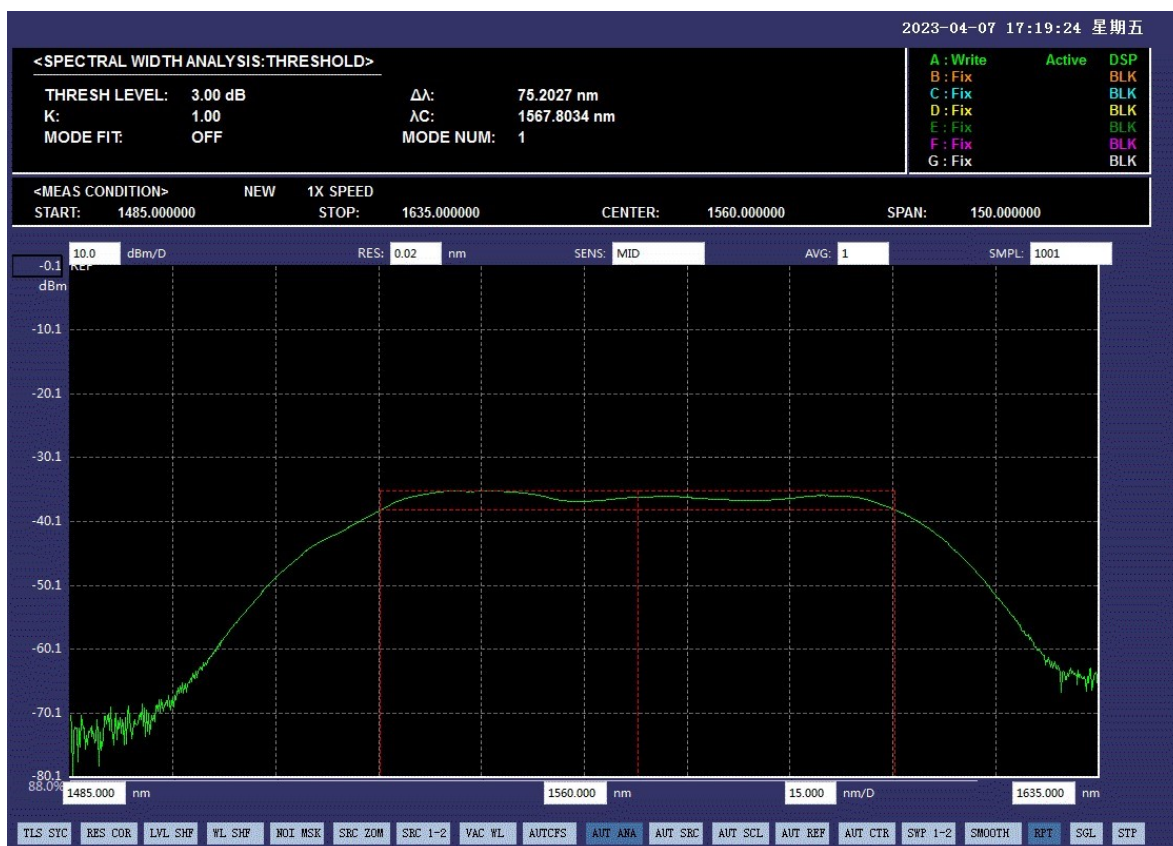 2023-04-07 17:19:24 星期五
<SPECTRAL WIDTH ANALYSIS:THRESHOLD>
THRESH LEVEL: 3.00 dB Δλ: 75.2027 nm
K: 1.00 λC: 1567.8034 nm
MODE FIT: OFF MODE NUM: 1
A : Write Active DSP
B : Fix BLK
C : Fix BLK
D : Fix BLK
E : Fix BLK
F : Fix BLK
G : Fix BLK
<MEAS CONDITION> NEW 1X SPEED
START: 1485.000000 STOP: 1635.000000 CENTER: 1560.000000 SPAN: 150.000000
10.0 dBm/D RES: 0.02 nm SENS: MID AVG: 1 SMPL: 1001
-0.1 REF
dBm
-10.1
-20.1
-30.1
-40.1
-50.1
-60.1
-70.1
-80.1
88.0%
1485.000 nm 1560.000 nm 15.000 nm/D 1635.000 nm
TLS SYC RES COR LVL SHF WL SHF NOI MSK SRC ZOM SRC 1-2 VAC WL AUTCFS AUT ANA AUT SRC AUT SCL AUT REF AUT CTR SWP 1-2 SMOOTH RPT SGL STP